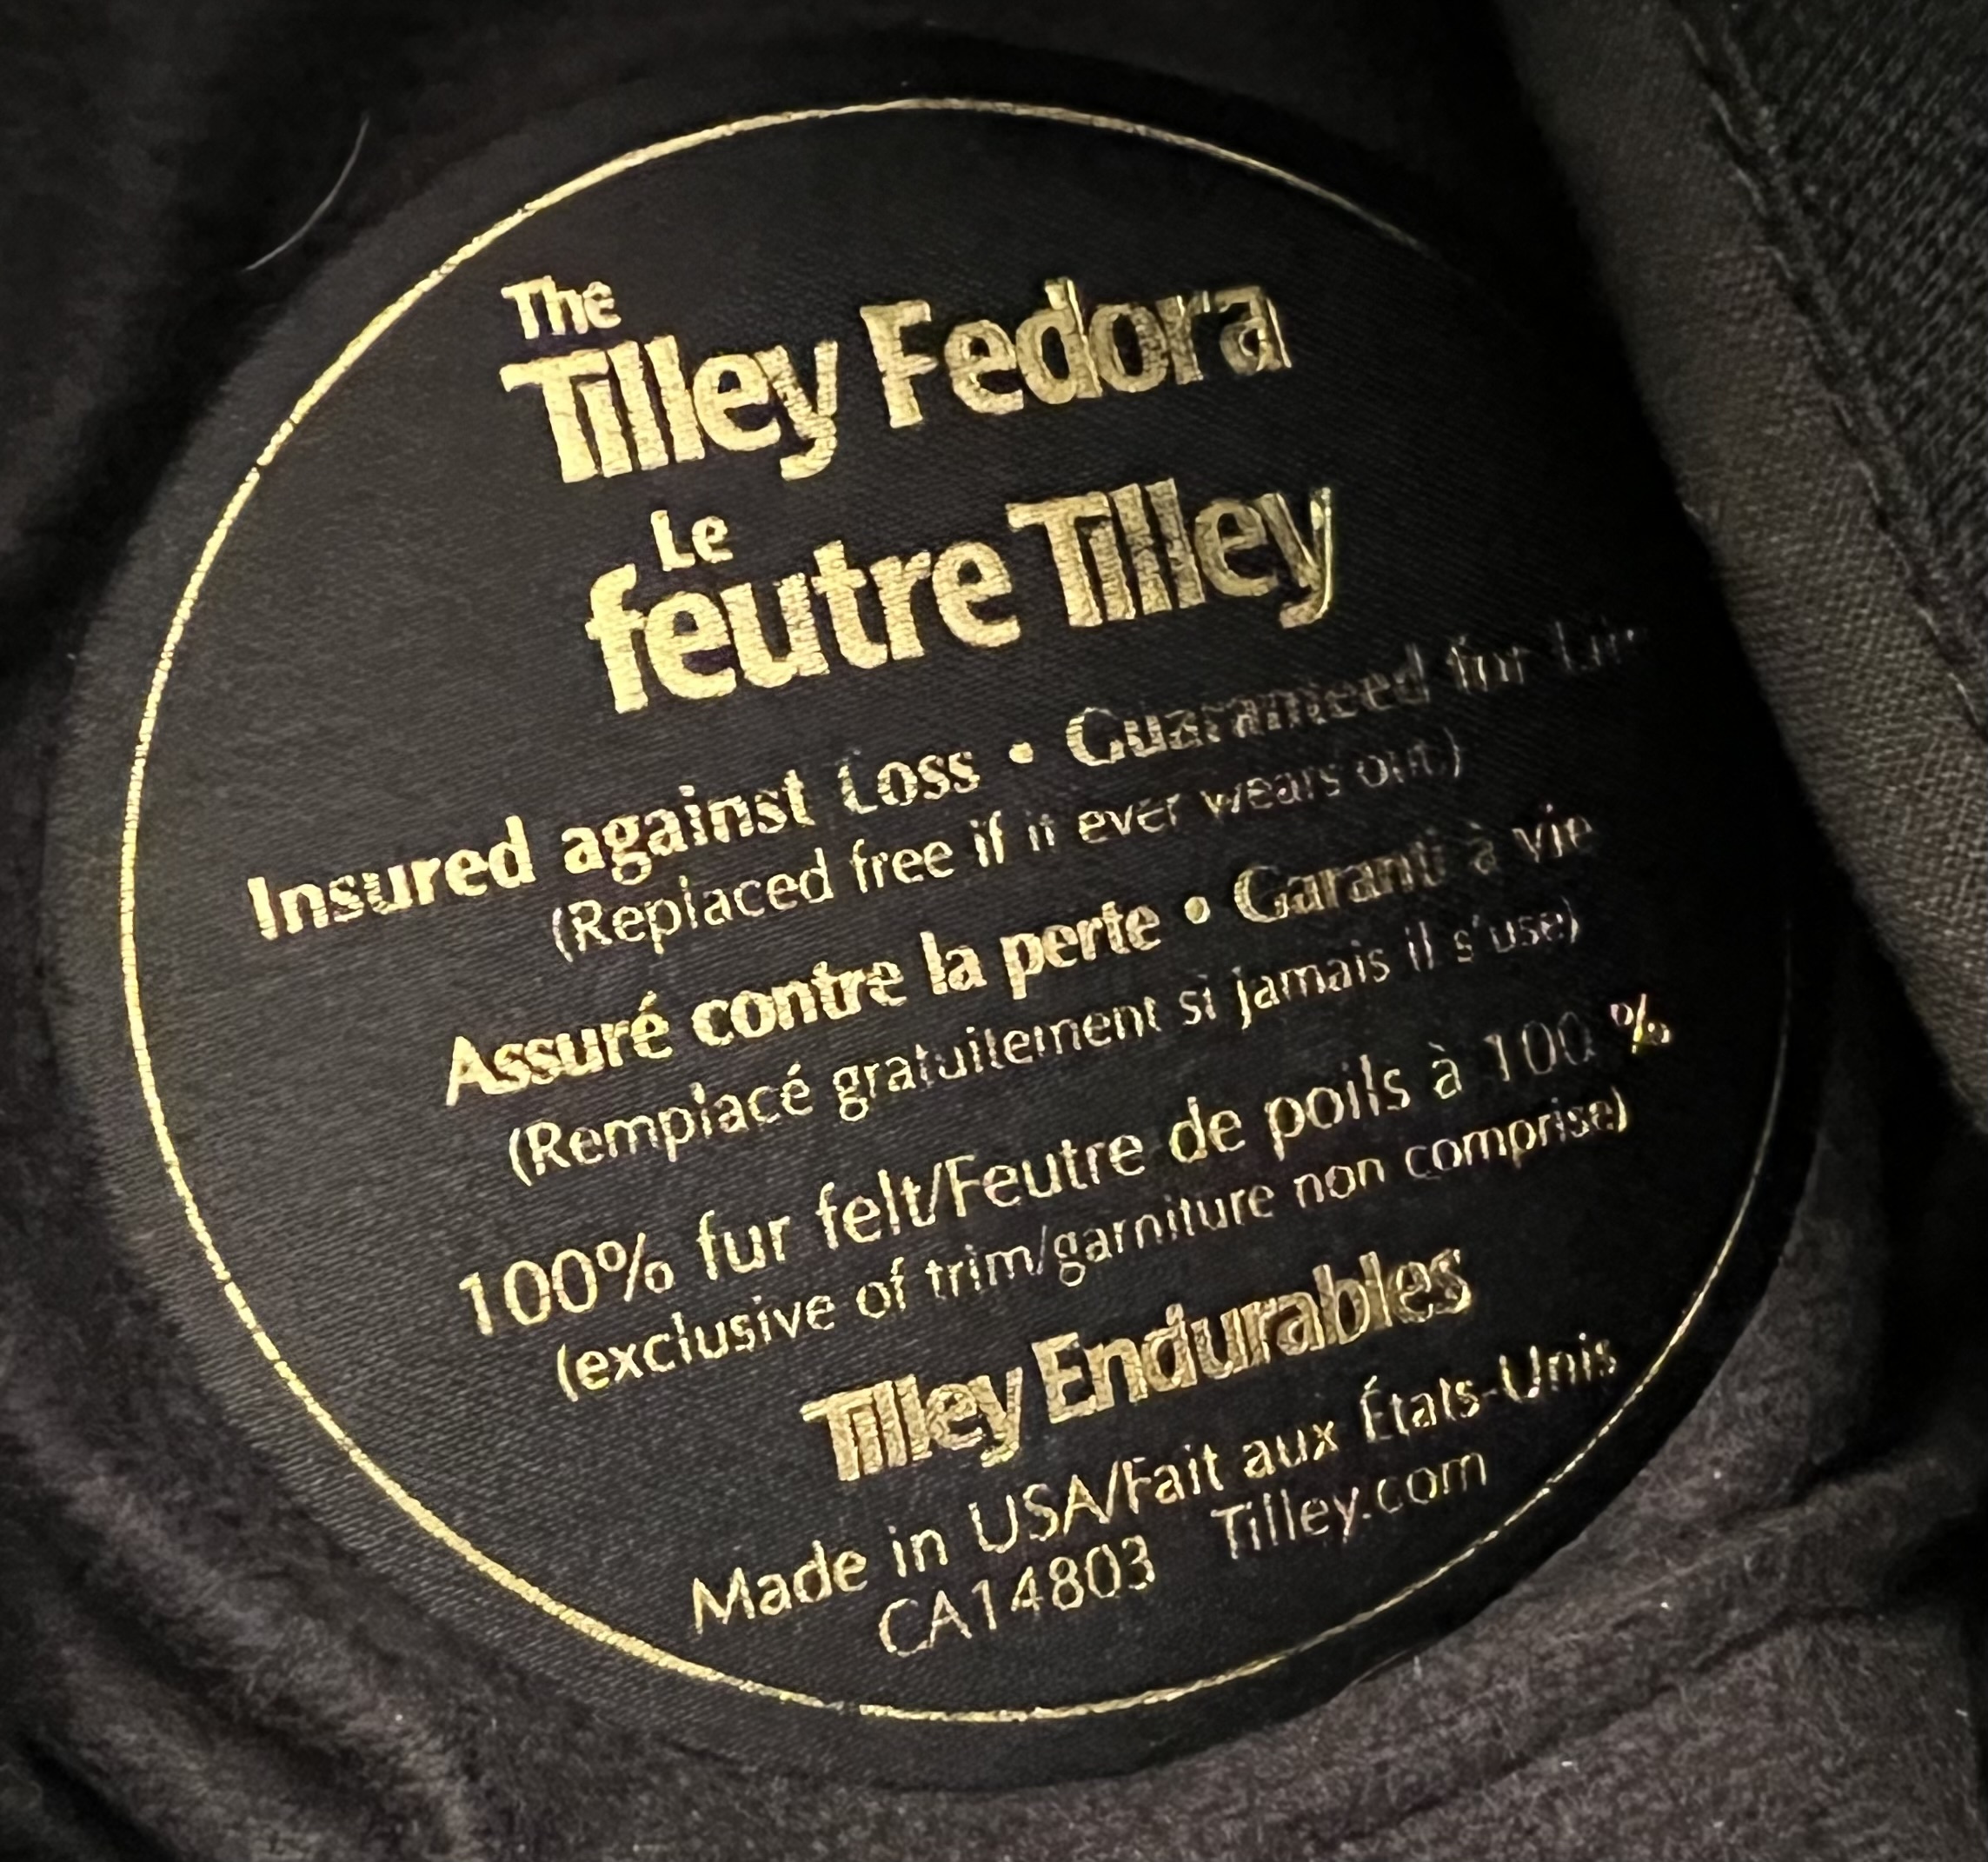 The
Tilley Fedora
Le
feutre Tilley
Insured against Loss • Guaranteed for Life
(Replaced free if it ever wears out.)
Assuré contre la perte • Garanti à vie
(Remplacé gratuitement si jamais il s'use)
100% fur felt/Feutre de poils à 100 %
(exclusive of trim/garniture non comprise)
Tilley Endurables
Made in USA/Fait aux États-Unis
CA14803 Tilley.com